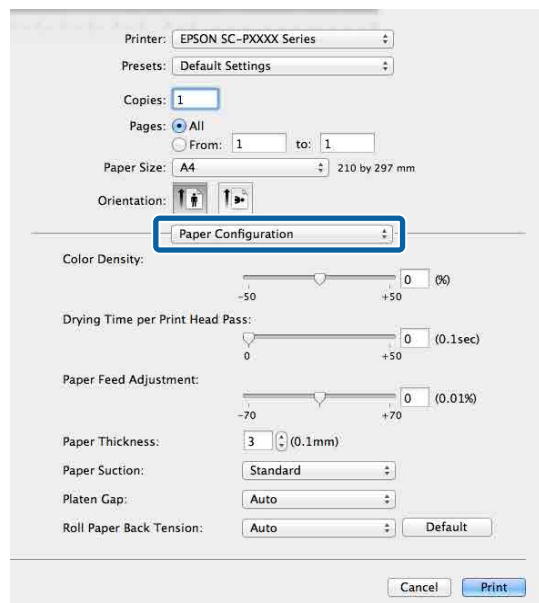 Printer: EPSON SC-PXXXX Series
Presets: Default Settings
Copies: 1
Pages: All
From: 1 to: 1
Paper Size: A4 210 by 297 mm
Orientation:
Paper Configuration
Color Density:
0 (%)
-50 +50
Drying Time per Print Head Pass:
0 (0.1sec)
0 +50
Paper Feed Adjustment:
0 (0.01%)
-70 +70
Paper Thickness: 3 (0.1mm)
Paper Suction: Standard
Platen Gap: Auto
Roll Paper Back Tension: Auto Default
Cancel Print